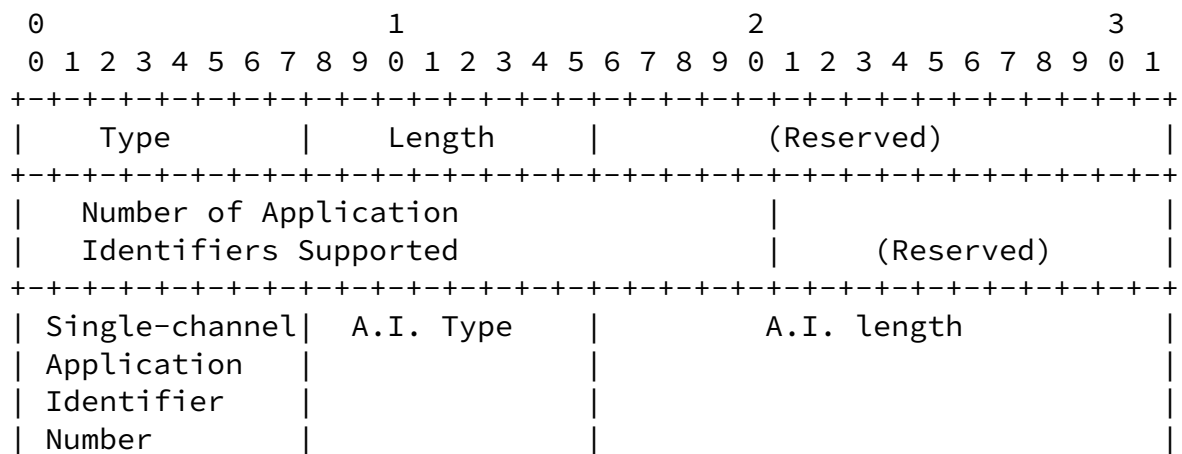 0                   1                   2                   3
 0 1 2 3 4 5 6 7 8 9 0 1 2 3 4 5 6 7 8 9 0 1 2 3 4 5 6 7 8 9 0 1
+-+-+-+-+-+-+-+-+-+-+-+-+-+-+-+-+-+-+-+-+-+-+-+-+-+-+-+-+-+-+-+-+
|    Type       |    Length     |         (Reserved)            |
+-+-+-+-+-+-+-+-+-+-+-+-+-+-+-+-+-+-+-+-+-+-+-+-+-+-+-+-+-+-+-+-+
|   Number of Application                 |                     |
|   Identifiers Supported                 |     (Reserved)      |
+-+-+-+-+-+-+-+-+-+-+-+-+-+-+-+-+-+-+-+-+-+-+-+-+-+-+-+-+-+-+-+-+
| Single-channel|  A.I. Type    |         A.I. length           |
| Application   |               |                               |
| Identifier    |               |                               |
| Number        |               |                               |